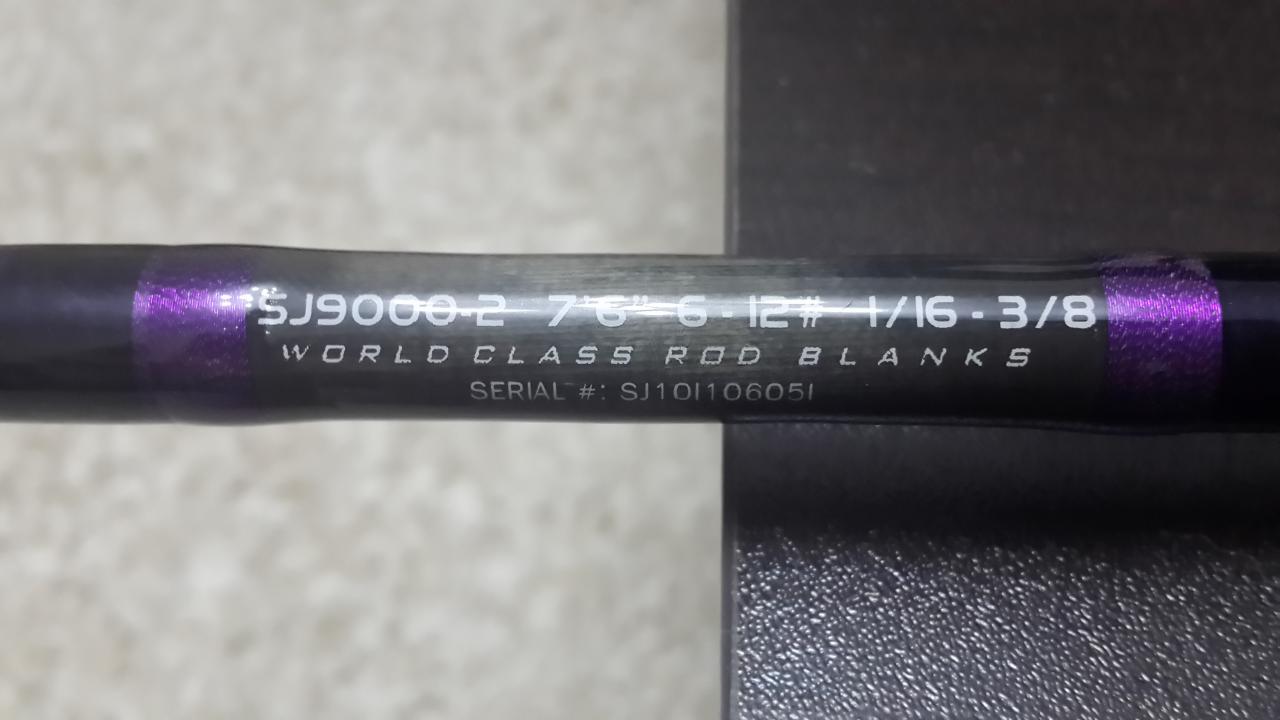 SJ9000-2 7'6" 6-12# 1/16 - 3/8
WORLD CLASS ROD BLANKS
SERIAL #: SJ10I10605I